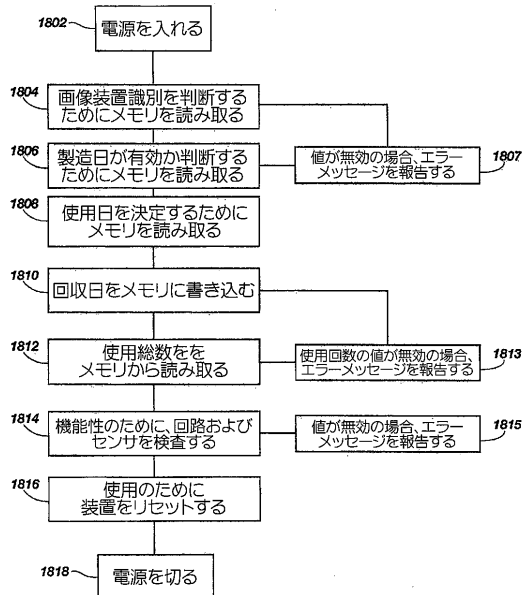 1802
電源を入れる
1804
画像装置識別を判断する
ためにメモリを読み取る
1806
製造日が有効か判断する
ためにメモリを読み取る
値が無効の場合、エラー
メッセージを報告する
1807
1808
使用日を決定するために
メモリを読み取る
1810
回収日をメモリに書き込む
1812
使用総数をを
メモリから読み取る
使用回数の値が無効の場合、
エラーメッセージを報告する
1813
1814
機能性のために、回路および
センサを検査する
値が無効の場合、エラー
メッセージを報告する
1815
1816
使用のために
装置をリセットする
1818
電源を切る